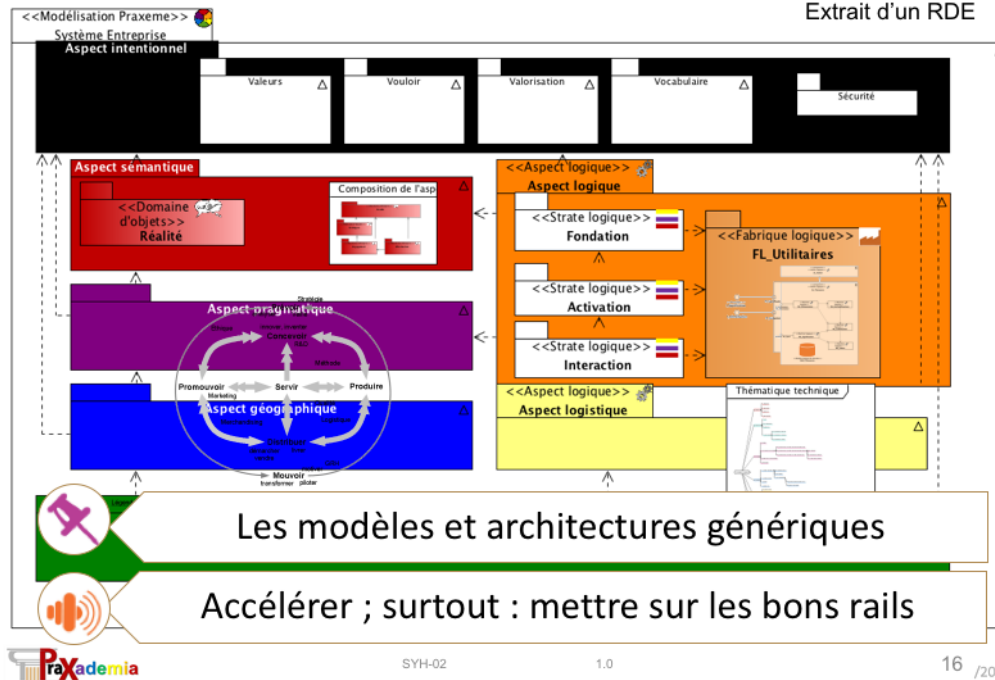 Extrait d'un RDE
<<Modélisation Praxeme>>
Système Entreprise
Aspect intentionnel
Valeurs
Vouloir
Valorisation
Vocabulaire
Sécurité
Aspect sémantique
<<Domaine
d'objets>>
Réalité
Composition de l'asp
<<Aspect logique>>
Aspect logique
<<Strate logique>>
Fondation
<<Strate logique>>
Activation
<<Strate logique>>
Interaction
<<Fabrique logique>>
FL_Utilitaires
Aspect pragmatique
Stratégie
Concevoir
Promouvoir
Marketing
Servir
Produire
Aspect géographique
Distribuer
Mouvoir
transformer piloter
<<Aspect logique>>
Aspect logistique
Thématique technique
Les modèles et architectures génériques
Accélérer ; surtout : mettre sur les bons rails
PraXademia
SYH-02
1.0
16 /20